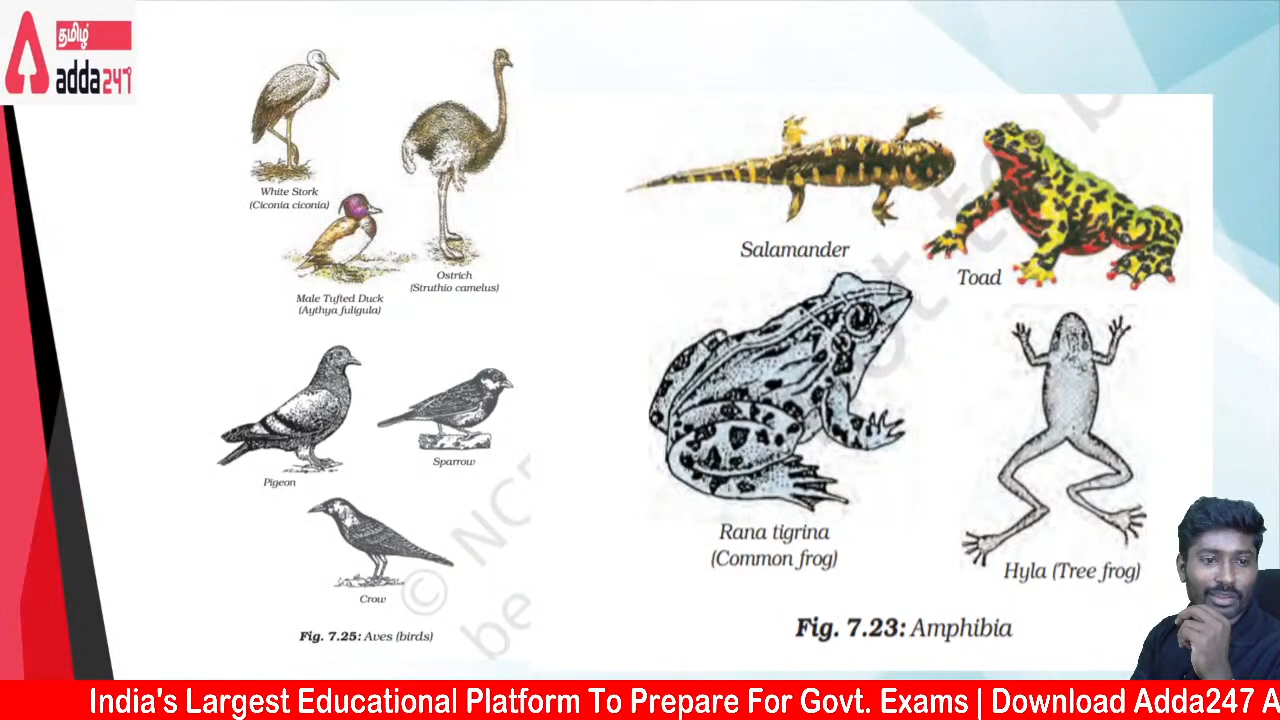 தமிழ்
adda247
White Stork
(Ciconia ciconia)
Male Tufted Duck
(Aythya fuligula)
Ostrich
(Struthio camelus)
Pigeon
Sparrow
Crow
Fig. 7.25: Aves (birds)
Salamander
Toad
Rana tigrina
(Common frog)
Hyla (Tree frog)
Fig. 7.23: Amphibia
India's Largest Educational Platform To Prepare For Govt. Exams | Download Adda247 A